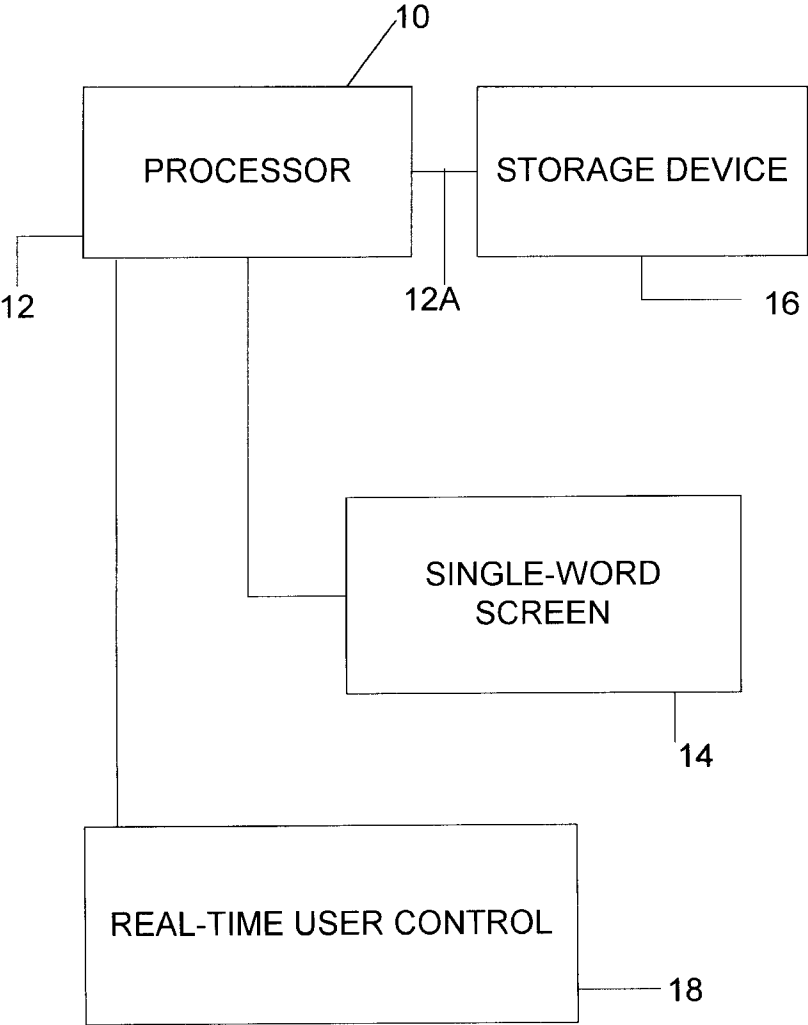 10
PROCESSOR
STORAGE DEVICE
12
12A
16
SINGLE-WORD
SCREEN
14
REAL-TIME USER CONTROL
18